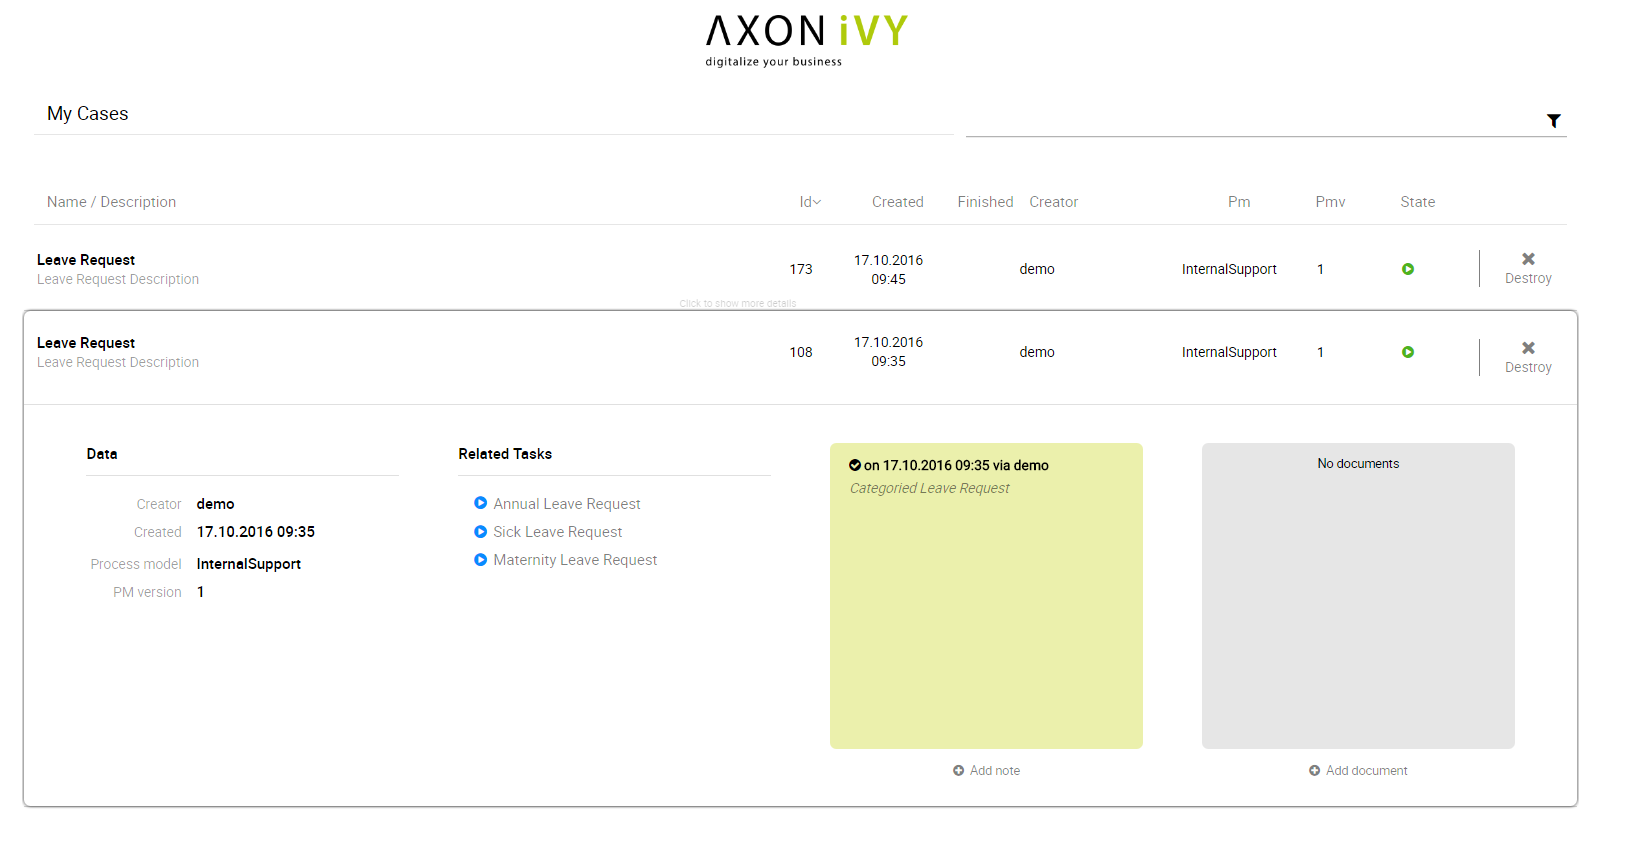 AXON iVY
digitalize your business
My Cases
Name / Description Id Created Finished Creator Pm Pmv State
Leave Request
Leave Request Description
173
17.10.2016
09:45
demo
InternalSupport
1
Destroy
Click to show more details
Leave Request
Leave Request Description
108
17.10.2016
09:35
demo
InternalSupport
1
Destroy
Data
Creator demo
Created 17.10.2016 09:35
Process model InternalSupport
PM version 1
Related Tasks
Annual Leave Request
Sick Leave Request
Maternity Leave Request
on 17.10.2016 09:35 via demo
Categoried Leave Request
Add note
No documents
Add document